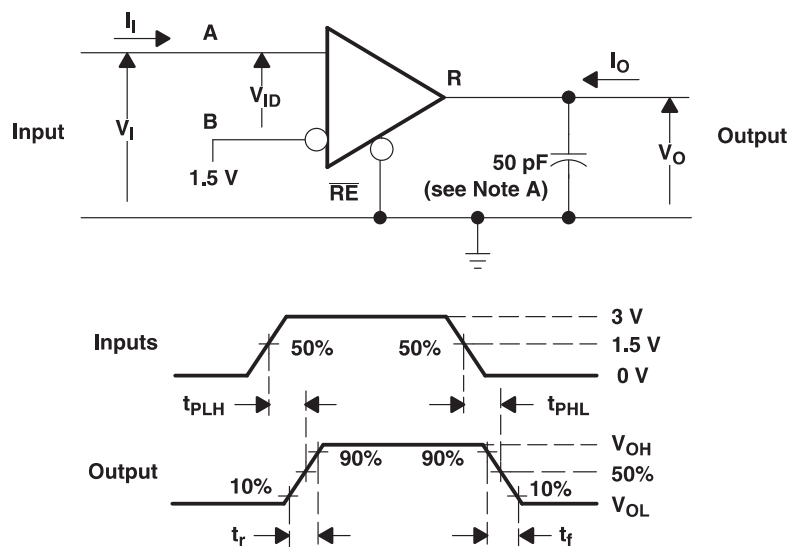 I_I
A
R
I_O
V_ID
Input
V_I
B
50 pF
V_O
Output
1.5 V
RE
(see Note A)
3 V
Inputs
50%
50%
1.5 V
0 V
t_PLH
t_PHL
V_OH
Output
90%
90%
50%
10%
10%
V_OL
t_r
t_f